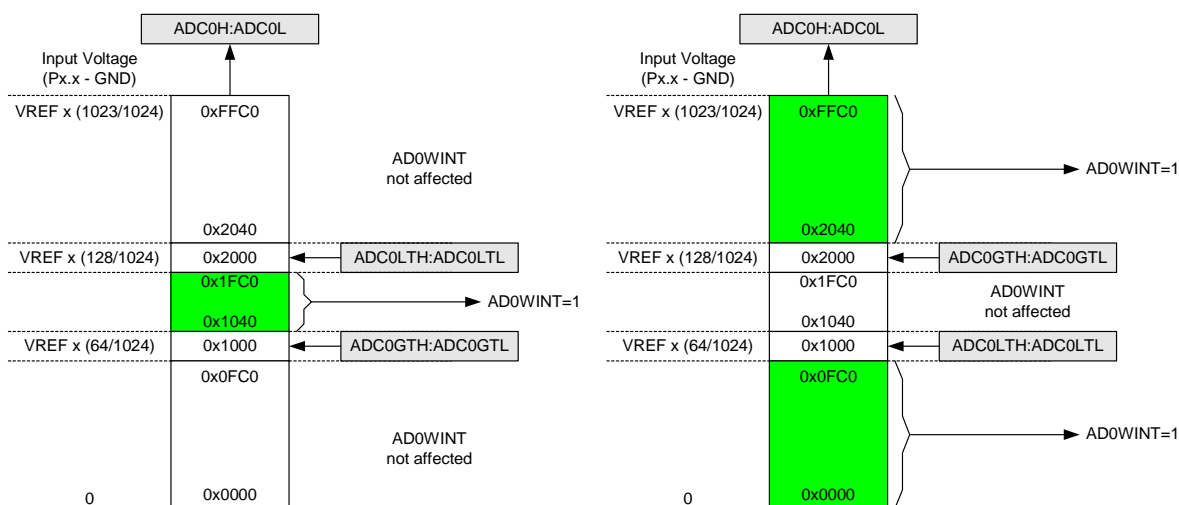 ADC0H:ADC0L
Input Voltage
(Px.x - GND)
VREF x (1023/1024)
0xFFC0
AD0WINT
not affected
0x2040
VREF x (128/1024)
0x2000
ADC0LTH:ADC0LTL
0x1FC0
AD0WINT=1
0x1040
VREF x (64/1024)
0x1000
ADC0GTH:ADC0GTL
0x0FC0
AD0WINT
not affected
0
0x0000
ADC0H:ADC0L
Input Voltage
(Px.x - GND)
VREF x (1023/1024)
0xFFC0
AD0WINT=1
0x2040
VREF x (128/1024)
0x2000
ADC0GTH:ADC0GTL
0x1FC0
AD0WINT
not affected
0x1040
VREF x (64/1024)
0x1000
ADC0LTH:ADC0LTL
0x0FC0
AD0WINT=1
0
0x0000